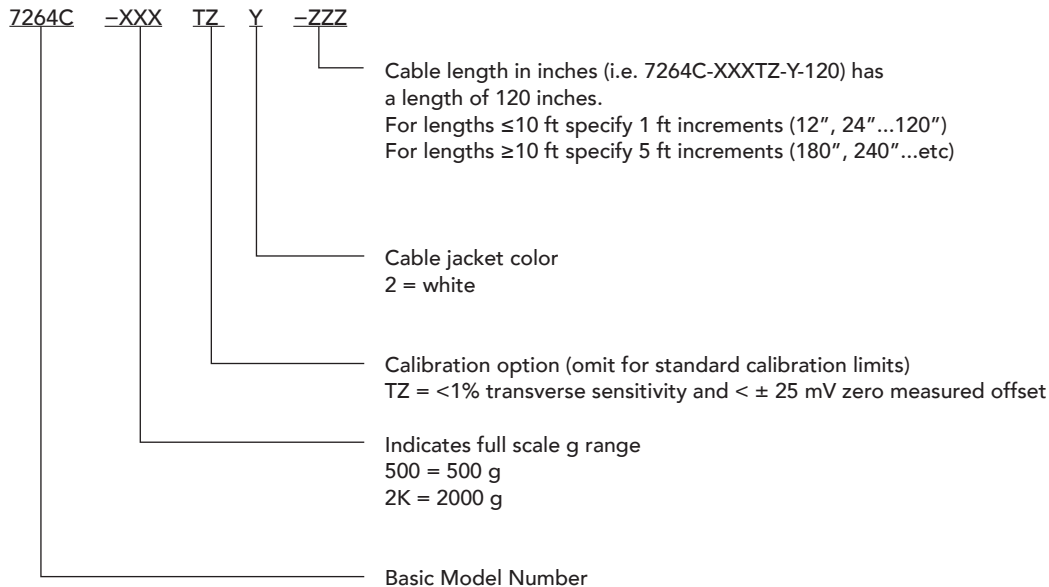 7264C –XXX TZ Y –ZZZ
Cable length in inches (i.e. 7264C-XXXTZ-Y-120) has
a length of 120 inches.
For lengths ≤10 ft specify 1 ft increments (12”, 24”...120”)
For lengths ≥10 ft specify 5 ft increments (180”, 240”...etc)
Cable jacket color
2 = white
Calibration option (omit for standard calibration limits)
TZ = <1% transverse sensitivity and < ± 25 mV zero measured offset
Indicates full scale g range
500 = 500 g
2K = 2000 g
Basic Model Number